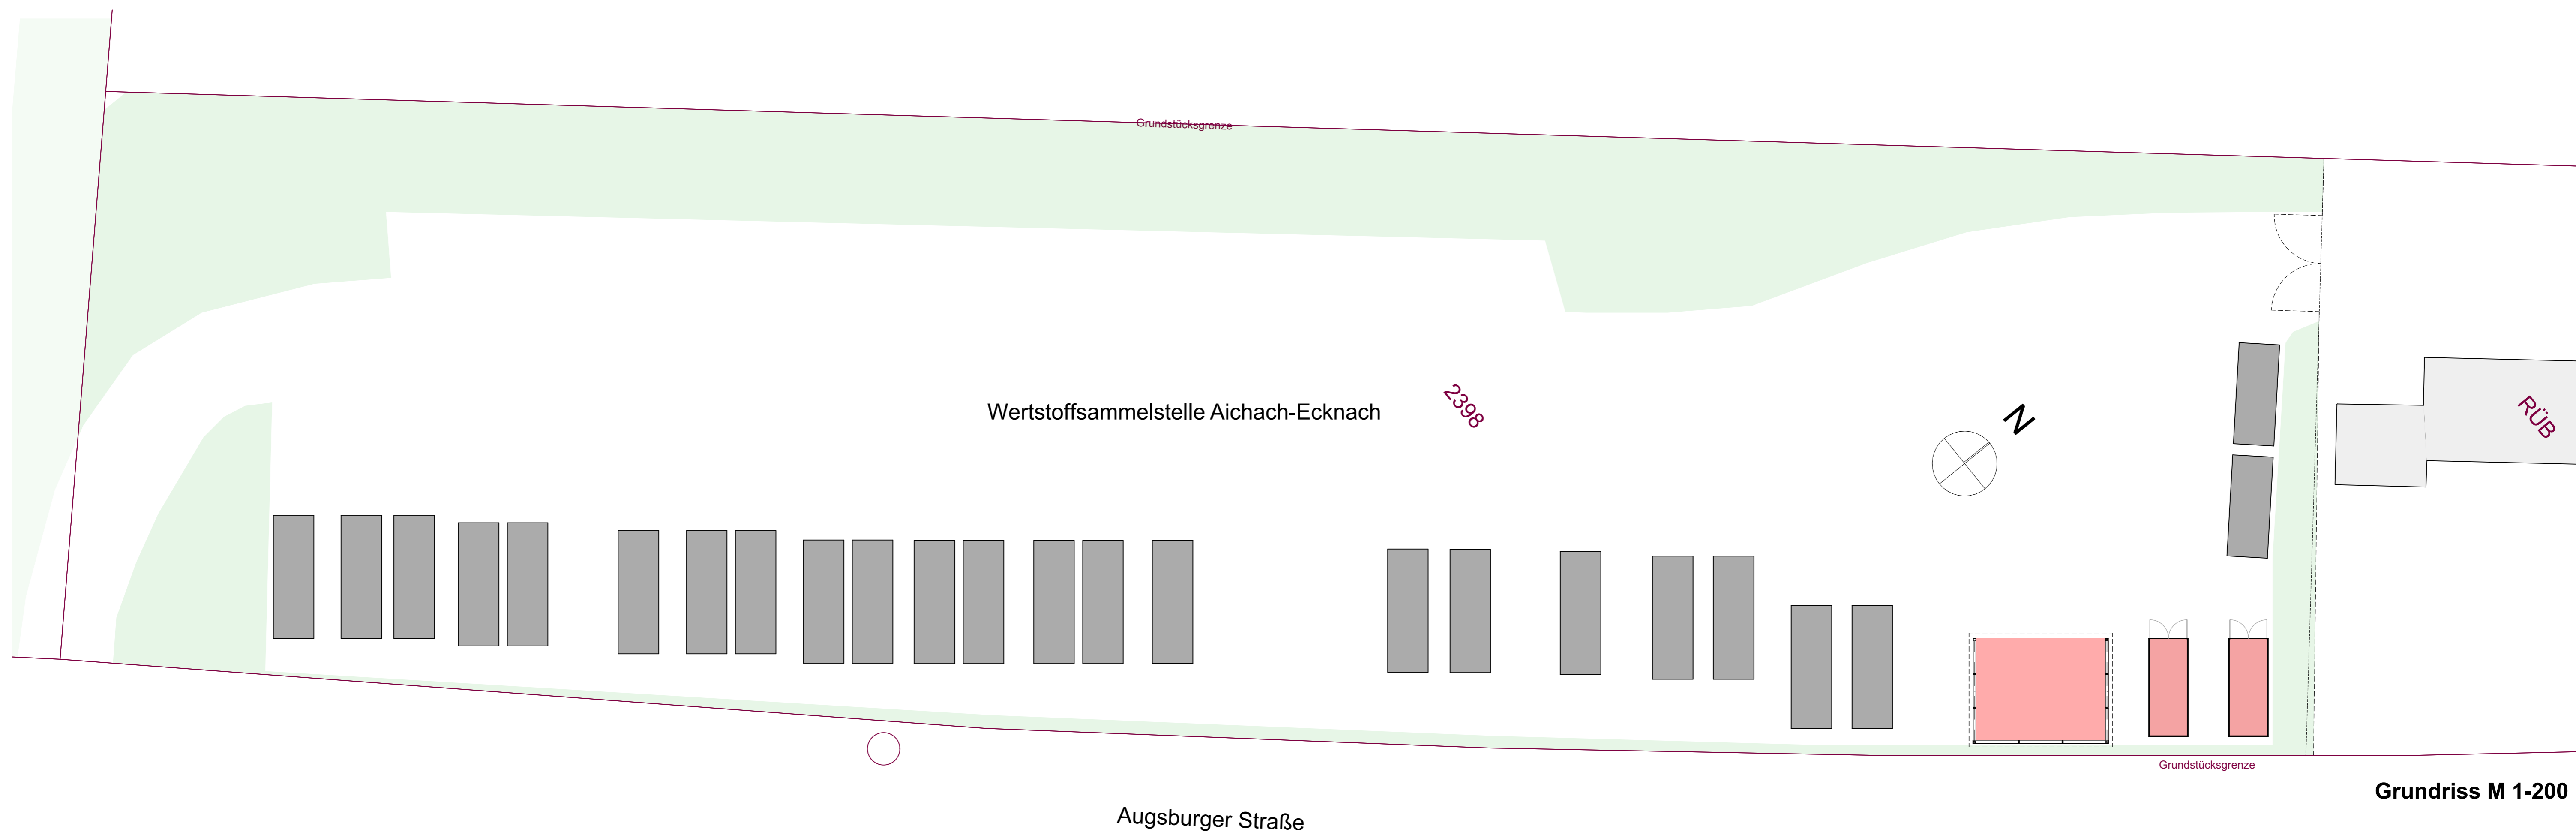 Grundstücksgrenze
Wertstoffsammelstelle Aichach-Ecknach
2398
N
RÜB
Grundstücksgrenze
Grundriss M 1-200
Augsburger Straße